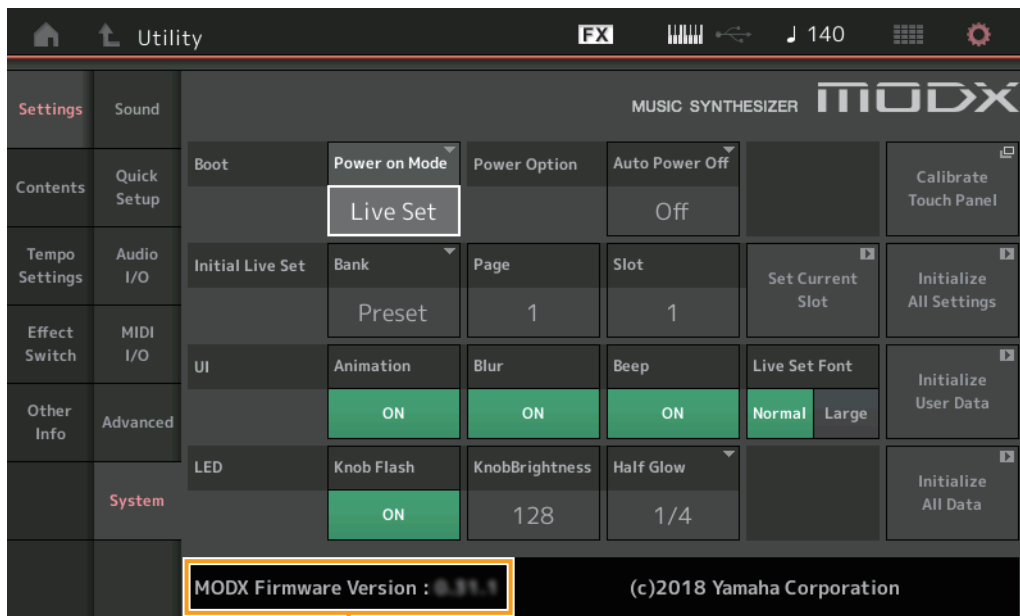 Utility
FX
140
Settings
Sound
MUSIC SYNTHESIZER MODX
Boot
Power on Mode
Live Set
Power Option
Auto Power Off
Off
Calibrate
Touch Panel
Contents
Quick
Setup
Tempo
Settings
Audio
I/O
Initial Live Set
Bank
Preset
Page
1
Slot
1
Set Current
Slot
Initialize
All Settings
Effect
Switch
MIDI
I/O
UI
Animation
ON
Blur
ON
Beep
ON
Live Set Font
Normal
Large
Initialize
User Data
Other
Info
Advanced
LED
Knob Flash
ON
KnobBrightness
128
Half Glow
1/4
Initialize
All Data
System
MODX Firmware Version :
(c)2018 Yamaha Corporation